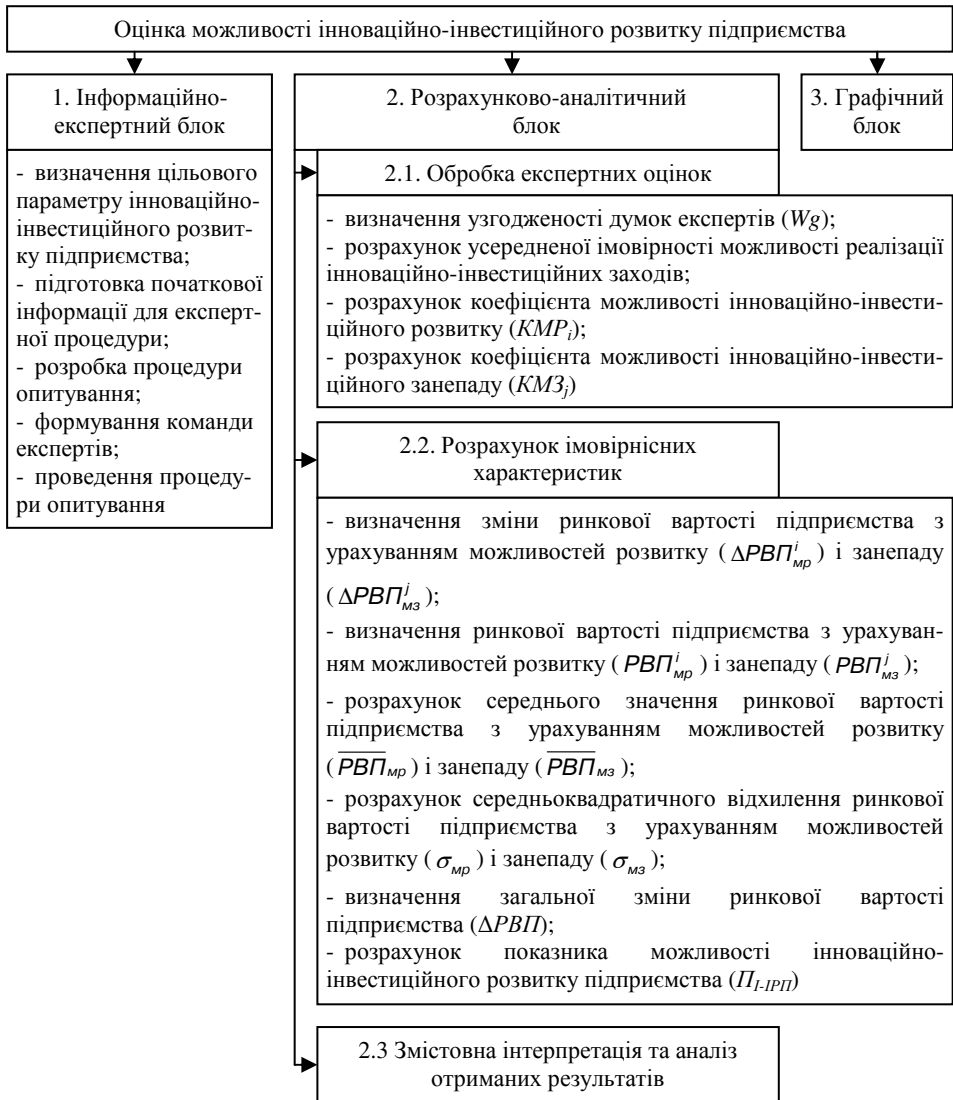 Оцінка можливості інноваційно-інвестиційного розвитку підприємства
1. Інформаційно-
експертний блок
- визначення цільового
параметру інноваційно-
інвестиційного розвит-
ку підприємства;
- підготовка початкової
інформації для експерт-
ної процедури;
- розробка процедури
опитування;
- формування команди
експертів;
- проведення процеду-
ри опитування
2. Розрахунково-аналітичний
блок
2.1. Обробка експертних оцінок
- визначення узгодженості думок експертів (Wg);
- розрахунок усередненої імовірності можливості реалізації
інноваційно-інвестиційних заходів;
- розрахунок коефіцієнта можливості інноваційно-інвести-
ційного розвитку (КМРi);
- розрахунок коефіцієнта можливості інноваційно-інвести-
ційного занепаду (КМЗj)
2.2. Розрахунок імовірнісних
характеристик
- визначення зміни ринкової вартості підприємства з
урахуванням можливостей розвитку (ΔРВП^i_мр) і занепаду
(ΔРВП^j_мз);
- визначення ринкової вартості підприємства з урахуван-
ням можливостей розвитку (РВП^i_мр) і занепаду (РВП^j_мз);
- розрахунок середнього значення ринкової вартості
підприємства з урахуванням можливостей розвитку
(РВП̅_мр) і занепаду (РВП̅_мз);
- розрахунок середньоквадратичного відхилення ринкової
вартості підприємства з урахуванням можливостей
розвитку (σ_мр) і занепаду (σ_мз);
- визначення загальної зміни ринкової вартості
підприємства (ΔРВП);
- розрахунок показника можливості інноваційно-
інвестиційного розвитку підприємства (П_І-ІРП)
2.3 Змістовна інтерпретація та аналіз
отриманих результатів
3. Графічний
блок